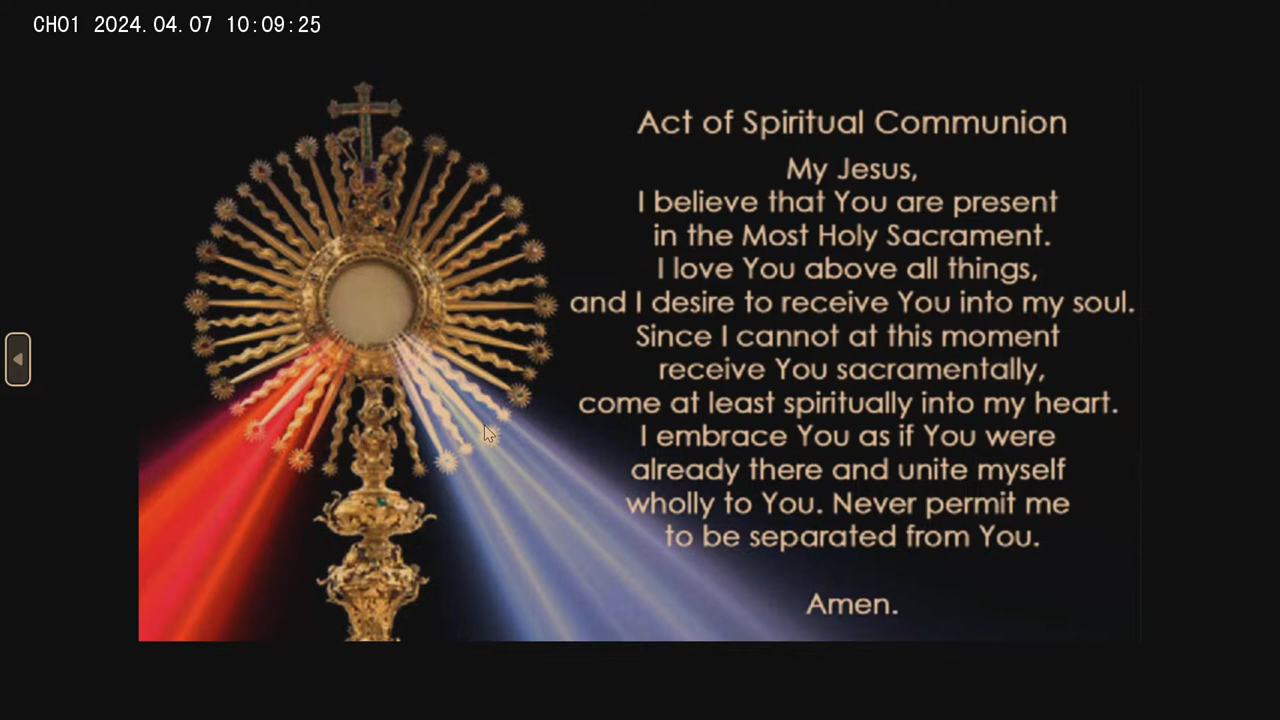 CH01 2024.04.07 10:09:25
Act of Spiritual Communion
My Jesus,
I believe that You are present
in the Most Holy Sacrament.
I love You above all things,
and I desire to receive You into my soul.
Since I cannot at this moment
receive You sacramentally,
come at least spiritually into my heart.
I embrace You as if You were
already there and unite myself
wholly to You. Never permit me
to be separated from You.
Amen.